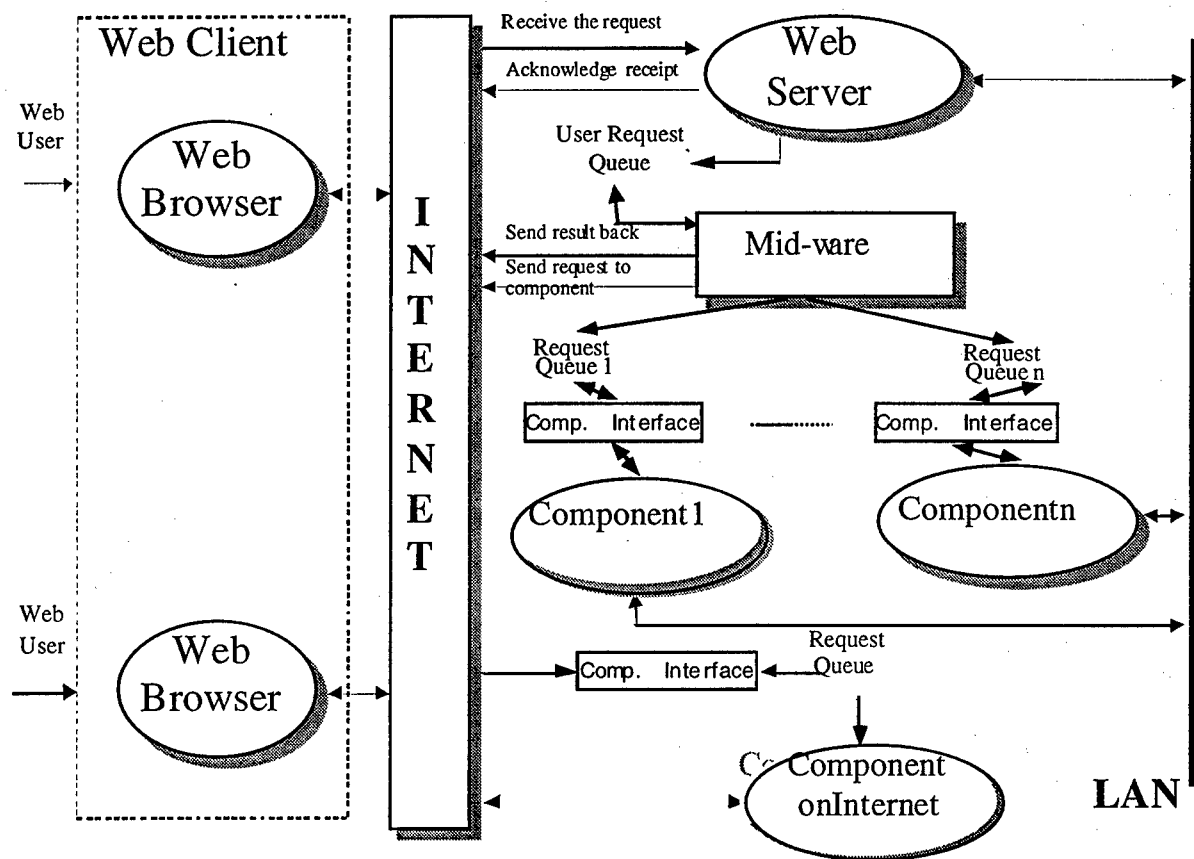 Web Client
Web
User
Web
Browser
Web
User
Web
Browser
INTERNET
Receive the request
Acknowledge receipt
Web
Server
User Request
Queue
Send result back
Send request to
component
Mid-ware
Request
Queue 1
Request
Queue n
Comp. Interface
Comp. Interface
Component1
Componentn
Request
Queue
Comp. Interface
Component
onInternet
LAN